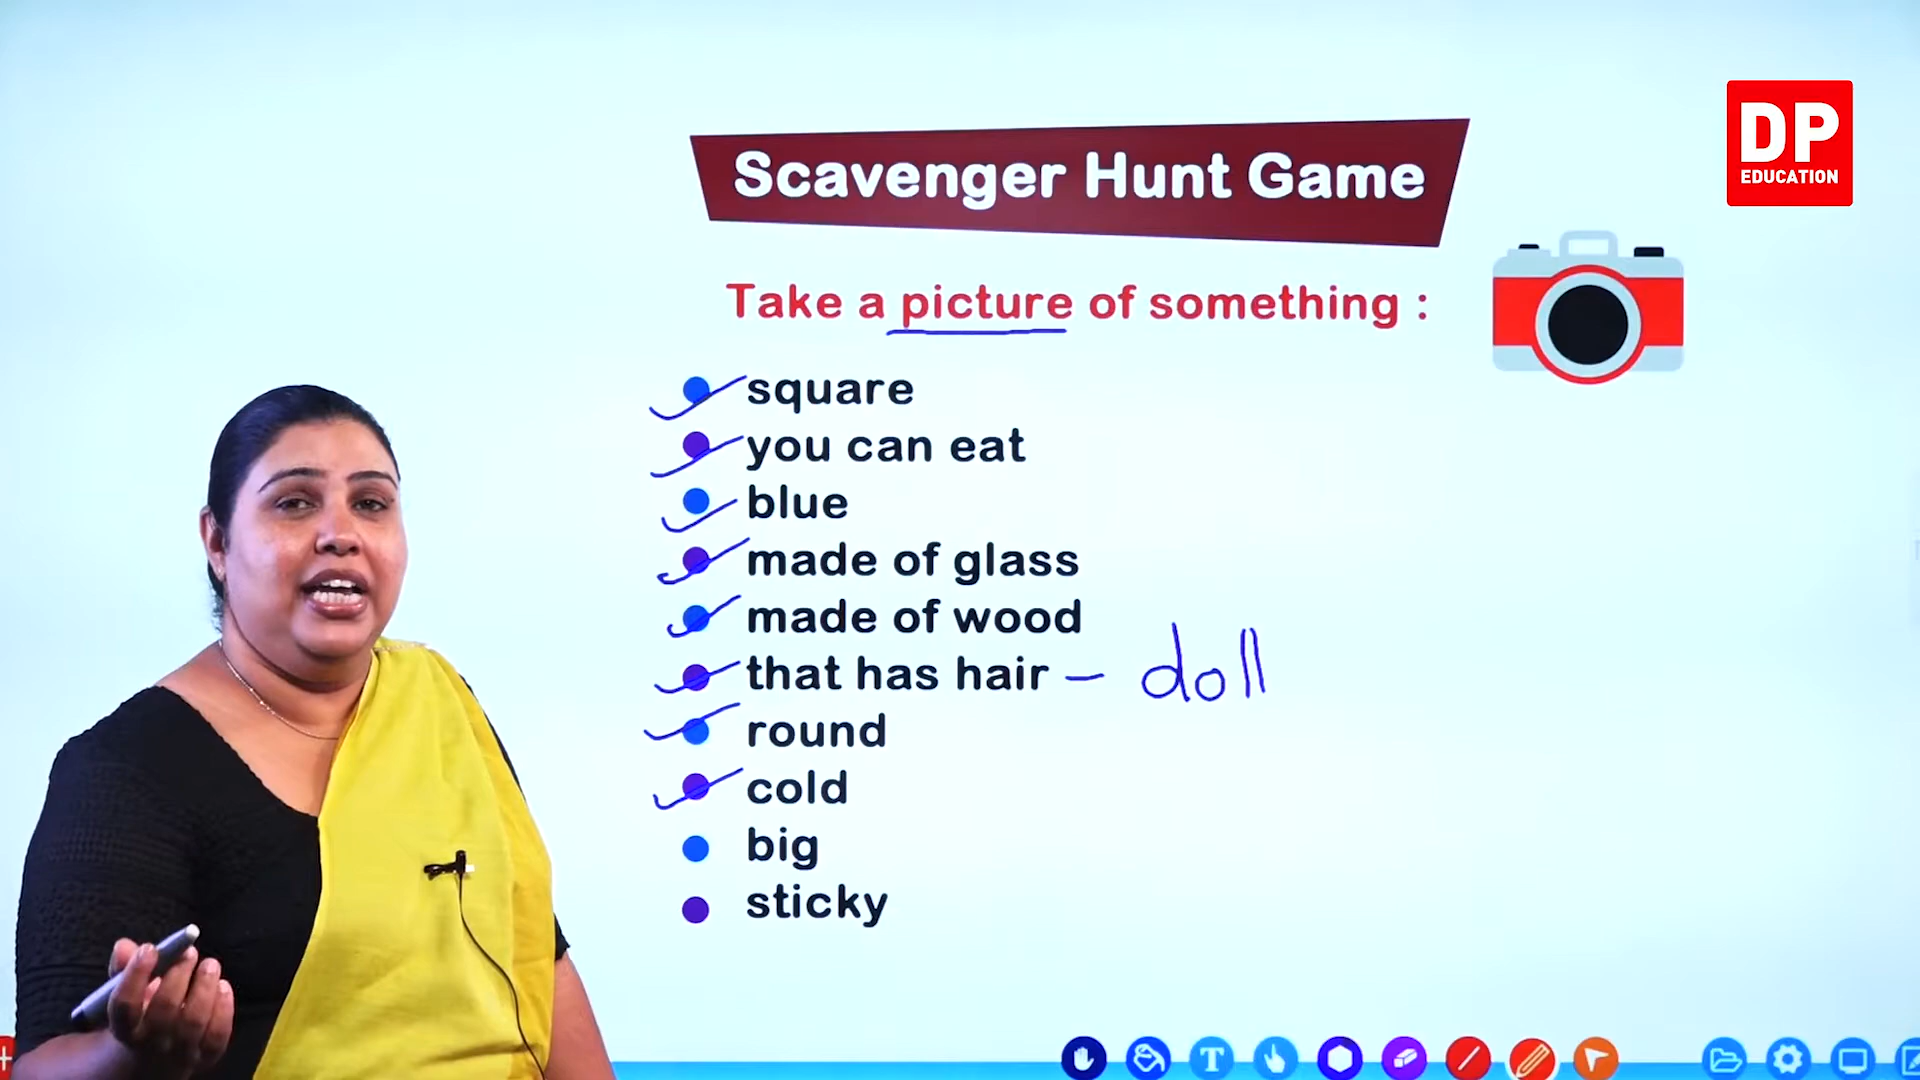 DP
EDUCATION
Scavenger Hunt Game
Take a picture of something :
square
you can eat
blue
made of glass
made of wood
that has hair – doll
round
cold
big
sticky
T